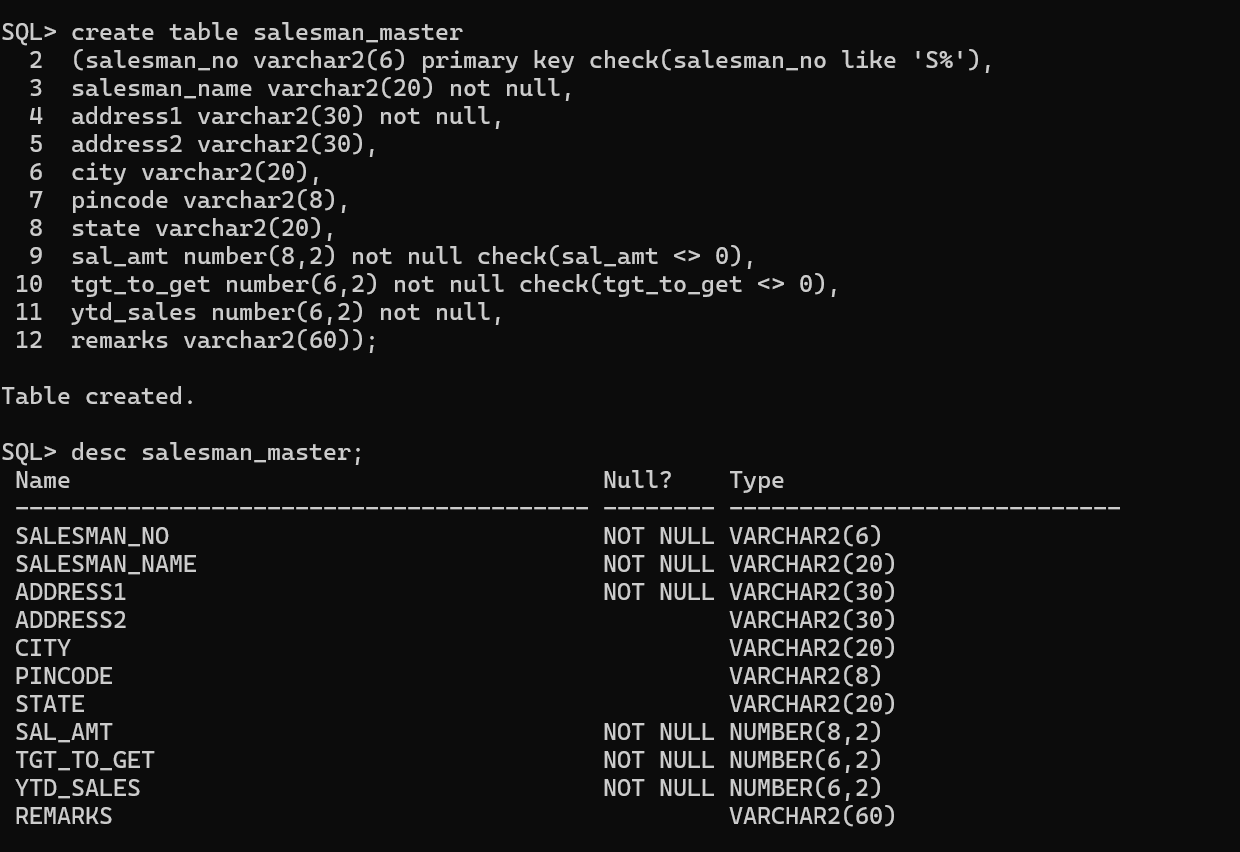 SQL> create table salesman_master
  2  (salesman_no varchar2(6) primary key check(salesman_no like 'S%'),
  3  salesman_name varchar2(20) not null,
  4  address1 varchar2(30) not null,
  5  address2 varchar2(30),
  6  city varchar2(20),
  7  pincode varchar2(8),
  8  state varchar2(20),
  9  sal_amt number(8,2) not null check(sal_amt <> 0),
 10  tgt_to_get number(6,2) not null check(tgt_to_get <> 0),
 11  ytd_sales number(6,2) not null,
 12  remarks varchar2(60));
Table created.
SQL> desc salesman_master;
 Name                                      Null?    Type
 ----------------------------------------- -------- ----------------------------
 SALESMAN_NO                               NOT NULL VARCHAR2(6)
 SALESMAN_NAME                             NOT NULL VARCHAR2(20)
 ADDRESS1                                  NOT NULL VARCHAR2(30)
 ADDRESS2                                           VARCHAR2(30)
 CITY                                               VARCHAR2(20)
 PINCODE                                            VARCHAR2(8)
 STATE                                              VARCHAR2(20)
 SAL_AMT                                   NOT NULL NUMBER(8,2)
 TGT_TO_GET                                NOT NULL NUMBER(6,2)
 YTD_SALES                                 NOT NULL NUMBER(6,2)
 REMARKS                                            VARCHAR2(60)